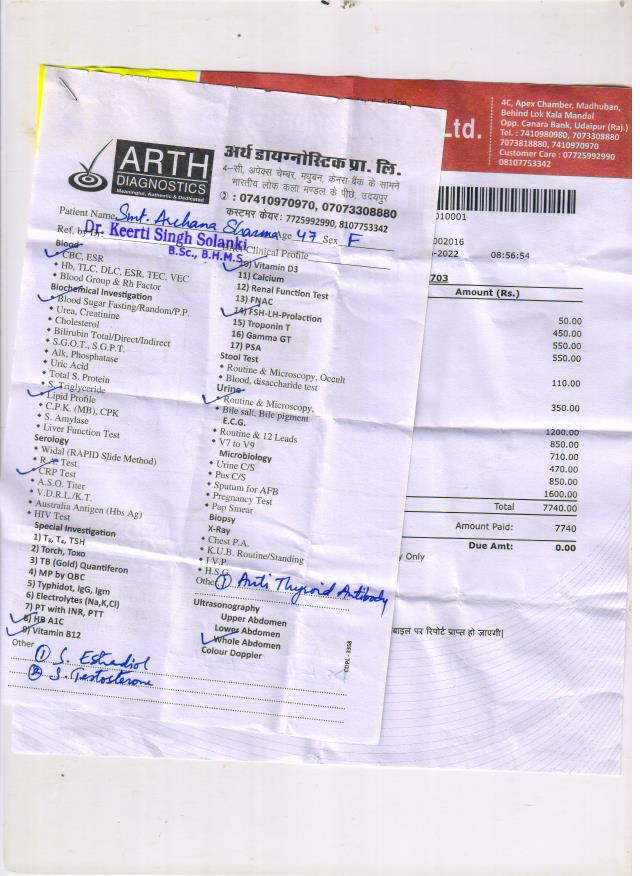 Ltd.
4C, Apex Chamber, Madhuban,
Behind Lok Kala Mandal
Opp. Canara Bank, Udaipur (Raj.)
Tel. : 7410980980, 7073308880
7073818880, 7410970970
Customer Care : 07725992990
08107753342
ARTH
DIAGNOSTICS
Meaningful, Authentic & Dedicated
अर्थ डायग्नोस्टिक प्रा. लि.
4-सी, अपेक्स चेम्बर, मधुबन, केनरा बैंक के सामने
भारतीय लोक कला मण्डल के पीछे, उदयपुर
: 07410970970, 07073308880
कस्टमर केयर : 7725992990, 8107753342
Patient Name Smt. Archana Sharma Age 47 Sex F
Ref. by Dr.
Dr. Keerti Singh Solanki
B.Sc., B.H.M.S.
Blood
CBC, ESR
Hb, TLC, DLC, ESR, TEC, VEC
Blood Group & Rh Factor
Biochemical Investigation
Blood Sugar Fasting/Random/P.P.
Urea, Creatinine
Cholesterol
Bilirubin Total/Direct/Indirect
S.G.O.T., S.G.P.T.
Alk, Phosphatase
Uric Acid
Total S. Protein
S. Triglyceride
Lipid Profile
C.P.K. (MB), CPK
S. Amylase
Liver Function Test
Serology
Widal (RAPID Slide Method)
R.A. Test
CRP Test
A.S.O. Titer
V.D.R.L./K.T.
Australia Antigen (Hbs Ag)
HIV Test
Special Investigation
1) T₃, T₄, TSH
2) Torch, Toxo
3) TB (Gold) Quantiferon
4) MP by QBC
5) Typhidot, IgG, Igm
6) Electrolytes (Na,K,Cl)
7) PT with INR, PTT
8) HB A1C
9) Vitamin B12
Other ① S. Estradiol
② S. Testosterone
Clinical Profile
10) Vitamin D3
11) Calcium
12) Renal Function Test
13) FNAC
14) FSH-LH-Prolaction
15) Troponin T
16) Gamma GT
17) PSA
Stool Test
Routine & Microscopy, Occult
Blood, disaccharide test
Urine
Routine & Microscopy,
Bile salt, Bile pigment
E.C.G.
Routine & 12 Leads
V7 to V9
Microbiology
Urine C/S
Pus C/S
Sputum for AFB
Pregnancy Test
Pap Smear
Biopsy
X-Ray
Chest P.A.
K.U.B. Routine/Standing
I.V.P.
H.S.G.
Other ① Anti Thyroid Antibody
Ultrasonography
Upper Abdomen
Lower Abdomen
Whole Abdomen
Colour Doppler
CDPL - 3358
010001
002016
-2022 08:56:54
703
Amount (Rs.)
50.00
450.00
550.00
550.00
110.00
350.00
1200.00
850.00
710.00
470.00
850.00
1600.00
Total 7740.00
Amount Paid: 7740
Due Amt: 0.00
y Only
बाइल पर रिपोर्ट प्राप्त हो जाएगी|